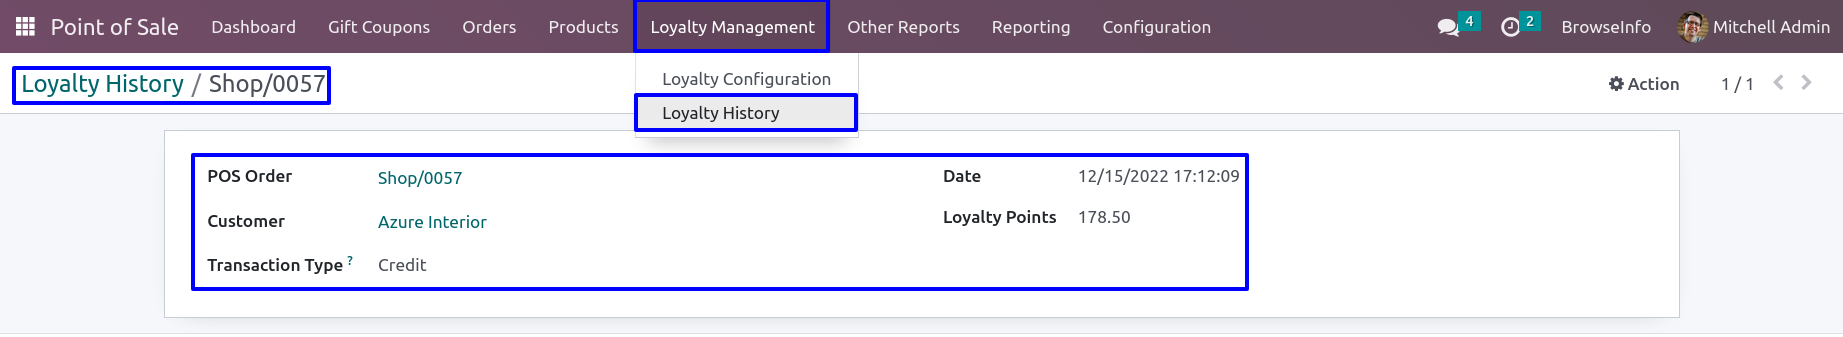 Point of Sale Dashboard Gift Coupons Orders Products Loyalty Management Other Reports Reporting Configuration 4 2 BrowseInfo Mitchell Admin
Loyalty Configuration
Loyalty History
Loyalty History / Shop/0057
Action 1 / 1
POS Order Shop/0057
Customer Azure Interior
Transaction Type ? Credit
Date 12/15/2022 17:12:09
Loyalty Points 178.50